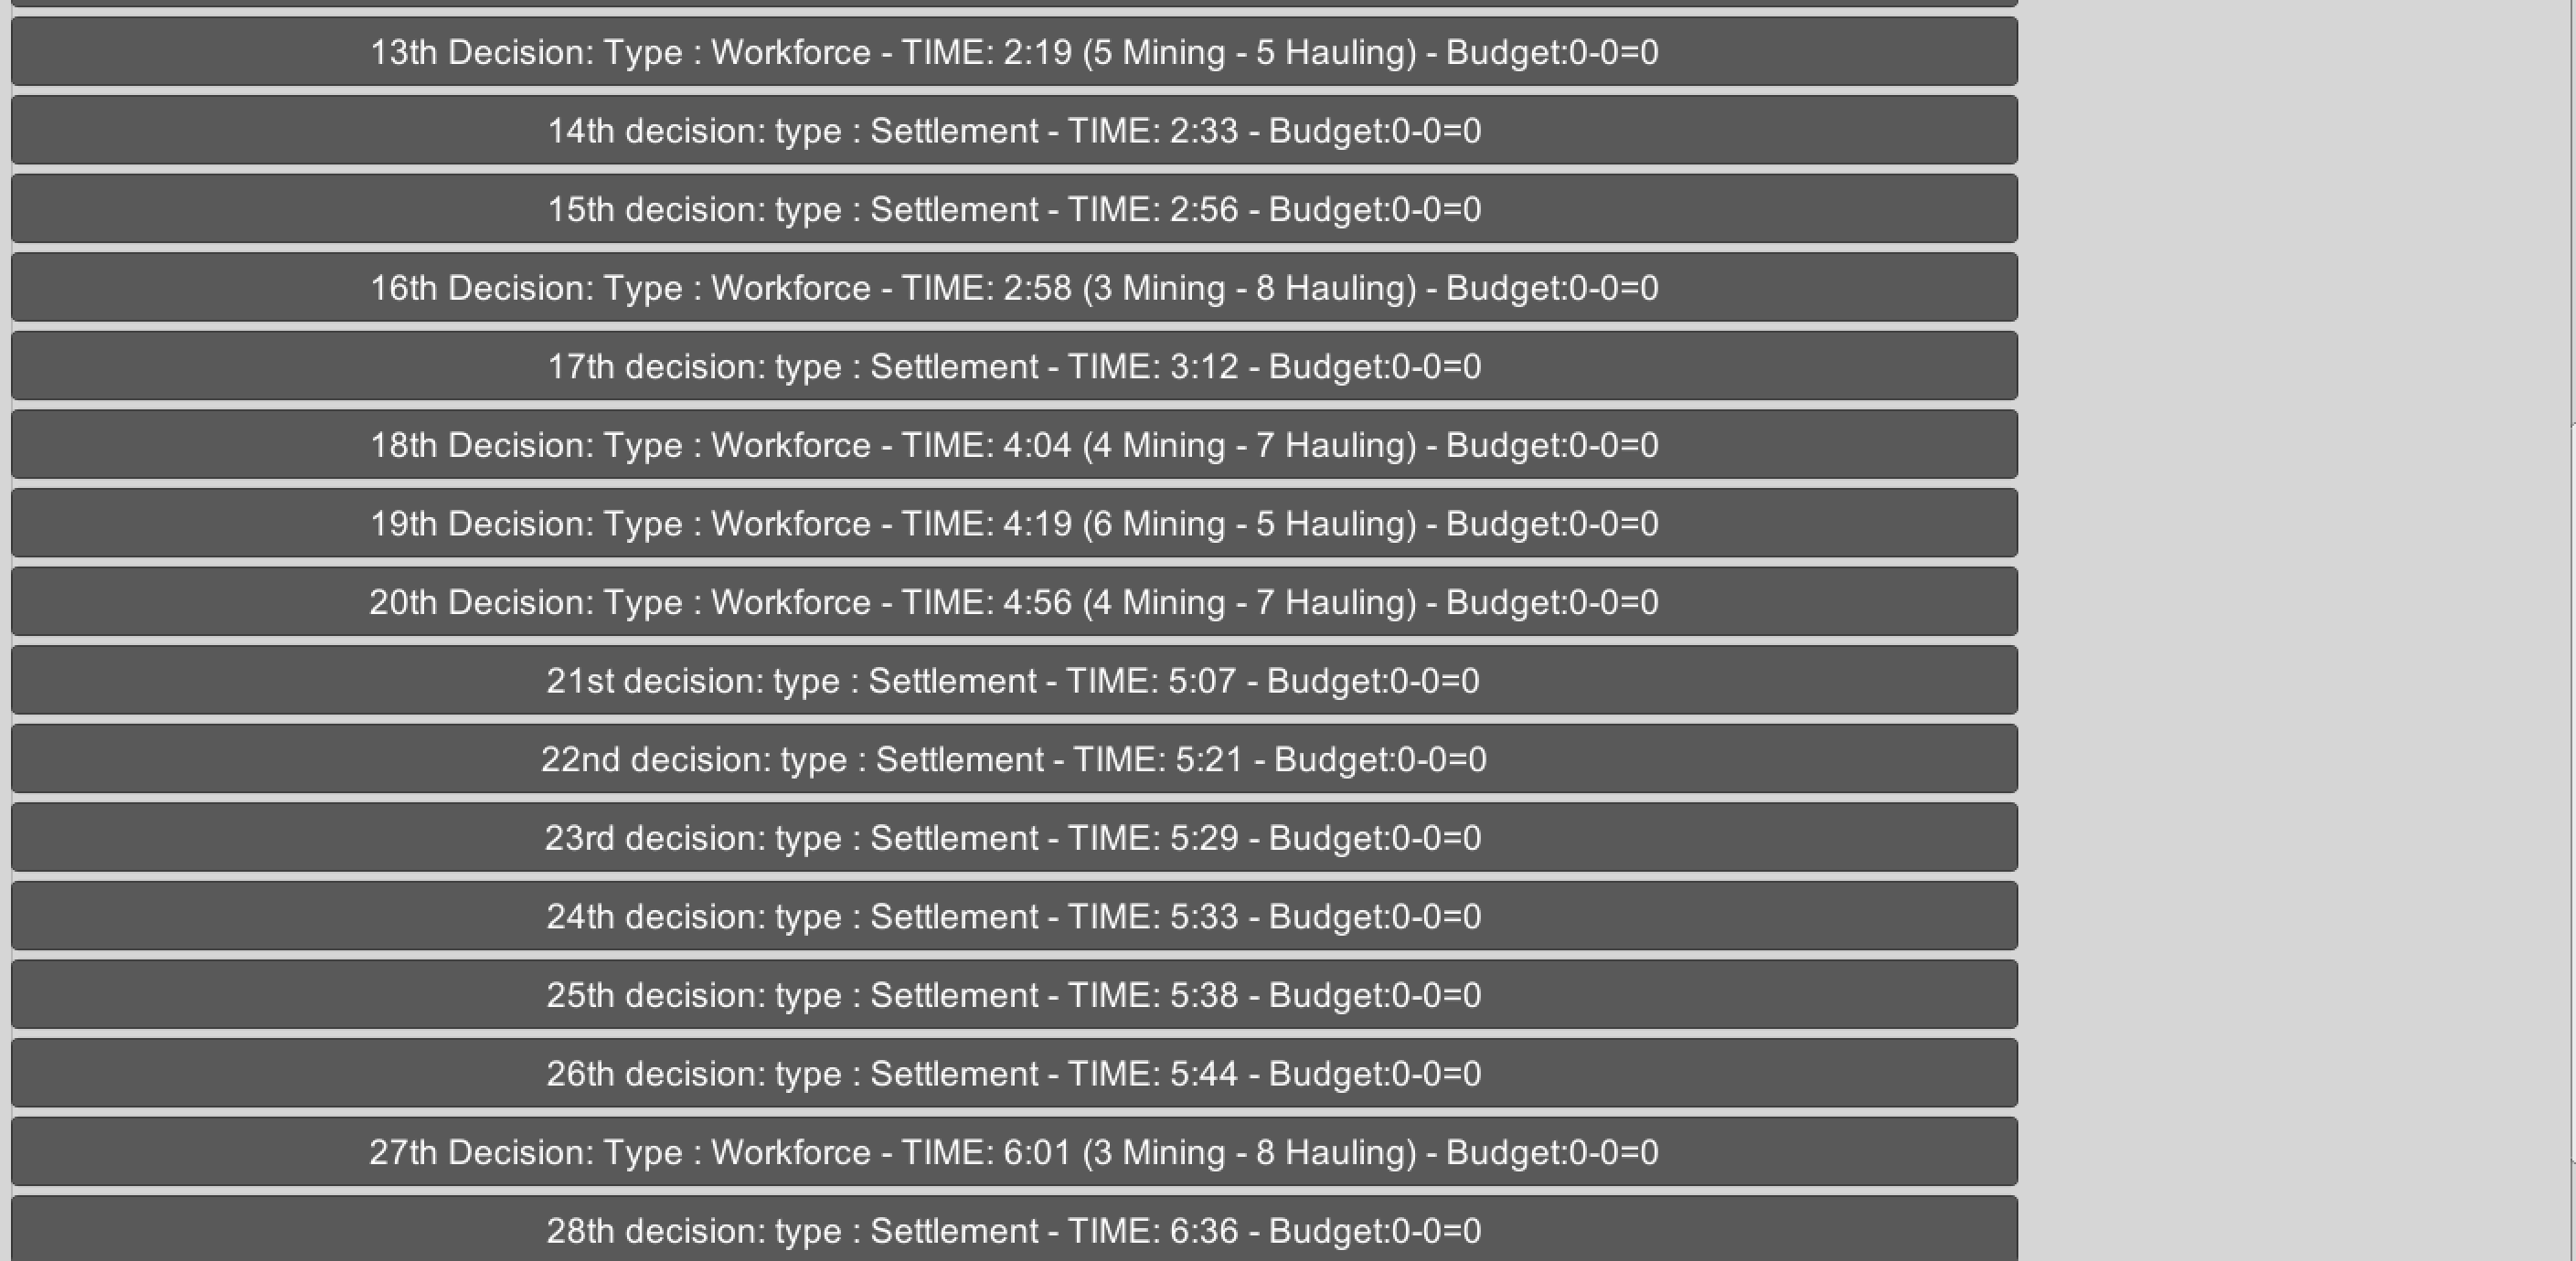 13th Decision: Type : Workforce - TIME: 2:19 (5 Mining - 5 Hauling) - Budget:0-0=0
14th decision: type : Settlement - TIME: 2:33 - Budget:0-0=0
15th decision: type : Settlement - TIME: 2:56 - Budget:0-0=0
16th Decision: Type : Workforce - TIME: 2:58 (3 Mining - 8 Hauling) - Budget:0-0=0
17th decision: type : Settlement - TIME: 3:12 - Budget:0-0=0
18th Decision: Type : Workforce - TIME: 4:04 (4 Mining - 7 Hauling) - Budget:0-0=0
19th Decision: Type : Workforce - TIME: 4:19 (6 Mining - 5 Hauling) - Budget:0-0=0
20th Decision: Type : Workforce - TIME: 4:56 (4 Mining - 7 Hauling) - Budget:0-0=0
21st decision: type : Settlement - TIME: 5:07 - Budget:0-0=0
22nd decision: type : Settlement - TIME: 5:21 - Budget:0-0=0
23rd decision: type : Settlement - TIME: 5:29 - Budget:0-0=0
24th decision: type : Settlement - TIME: 5:33 - Budget:0-0=0
25th decision: type : Settlement - TIME: 5:38 - Budget:0-0=0
26th decision: type : Settlement - TIME: 5:44 - Budget:0-0=0
27th Decision: Type : Workforce - TIME: 6:01 (3 Mining - 8 Hauling) - Budget:0-0=0
28th decision: type : Settlement - TIME: 6:36 - Budget:0-0=0